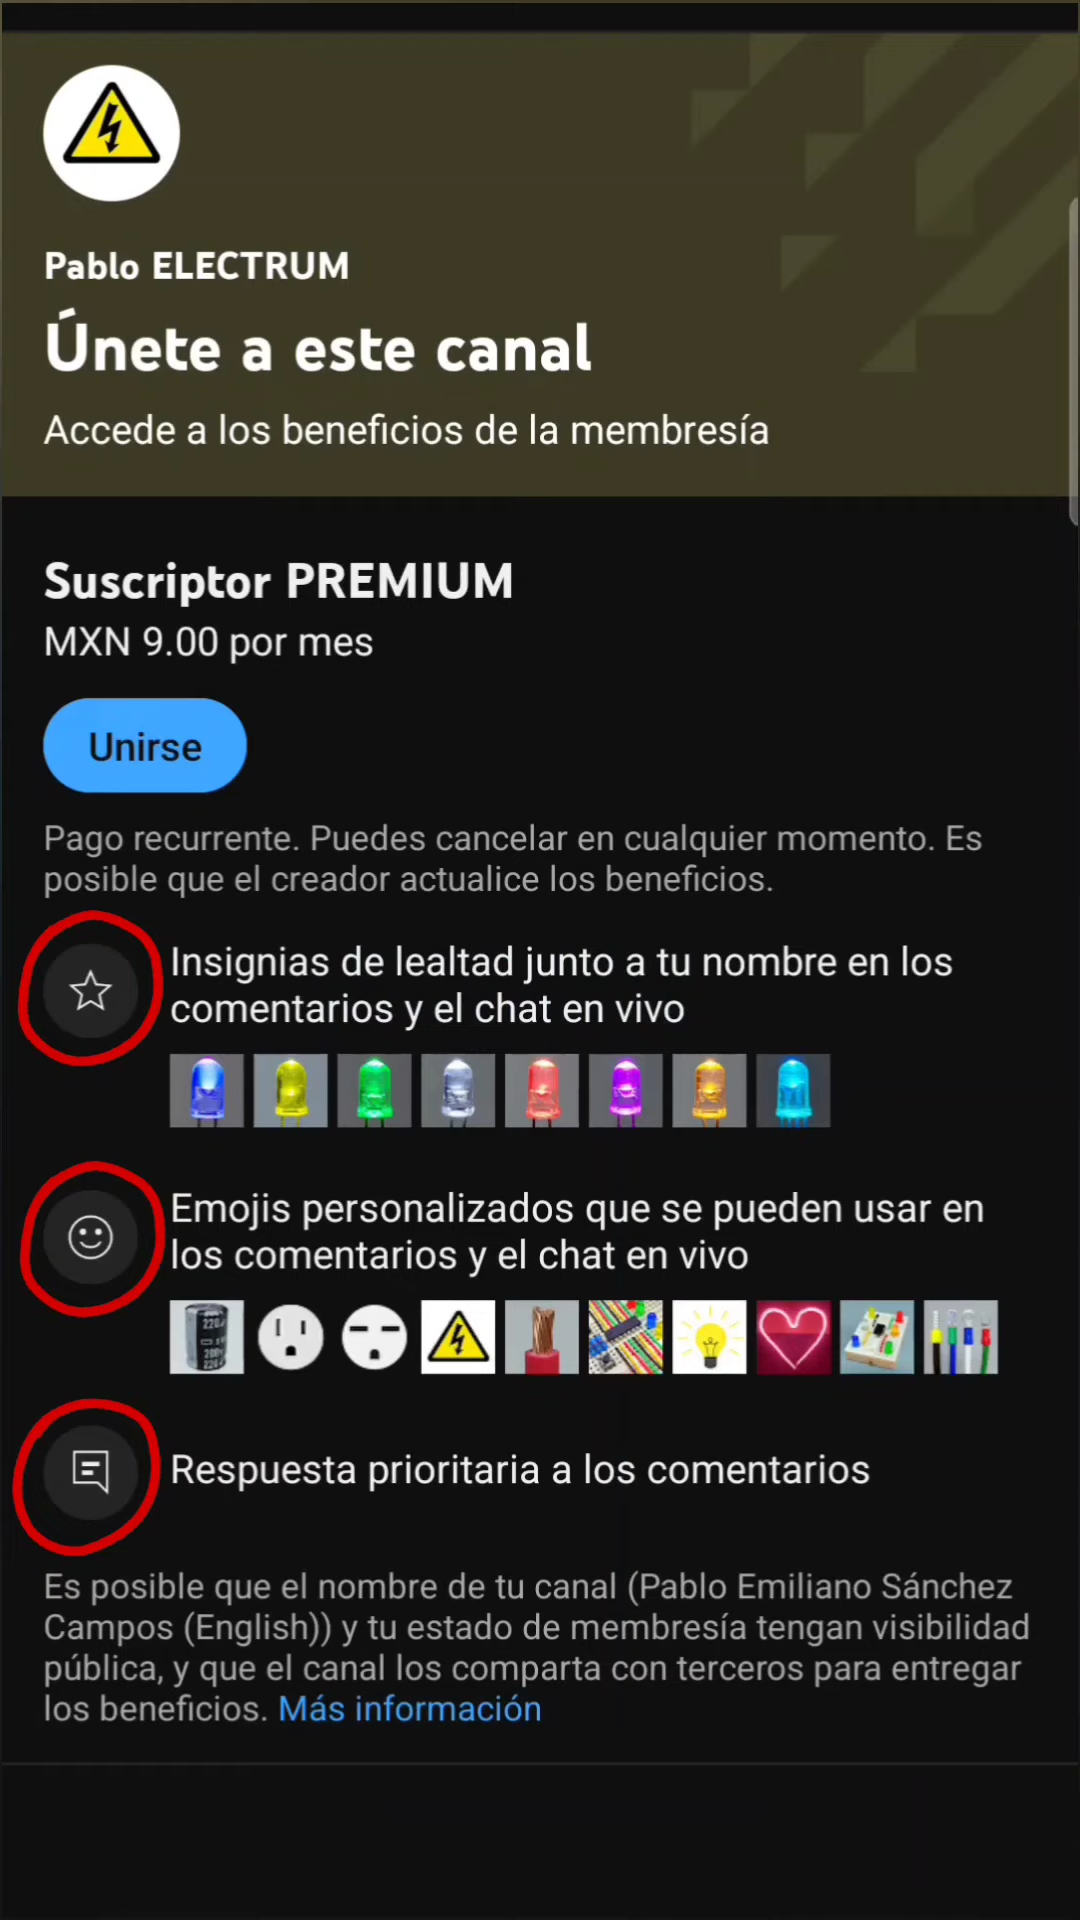 Pablo ELECTRUM
Únete a este canal
Accede a los beneficios de la membresía
Suscriptor PREMIUM
MXN 9.00 por mes
Unirse
Pago recurrente. Puedes cancelar en cualquier momento. Es
posible que el creador actualice los beneficios.
Insignias de lealtad junto a tu nombre en los
comentarios y el chat en vivo
Emojis personalizados que se pueden usar en
los comentarios y el chat en vivo
Respuesta prioritaria a los comentarios
Es posible que el nombre de tu canal (Pablo Emiliano Sánchez
Campos (English)) y tu estado de membresía tengan visibilidad
pública, y que el canal los comparta con terceros para entregar
los beneficios. Más información